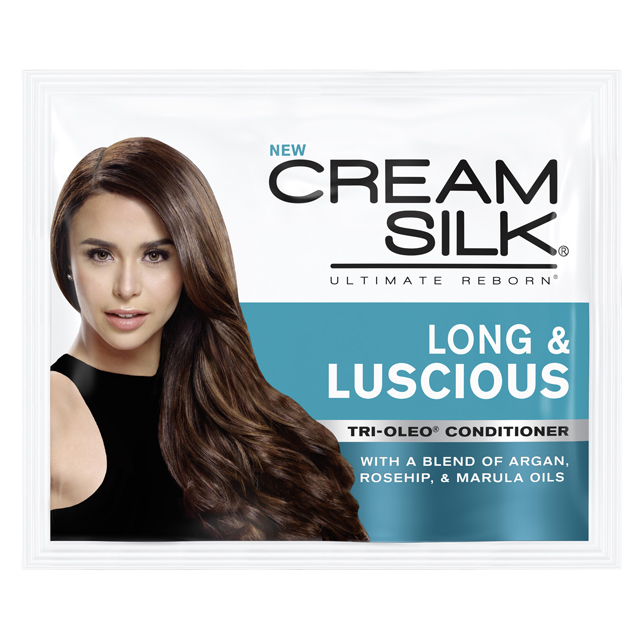 NEW
CREAM
SILK®
ULTIMATE REBORN®
LONG &
LUSCIOUS
TRI-OLEO® CONDITIONER
WITH A BLEND OF ARGAN,
ROSEHIP, & MARULA OILS